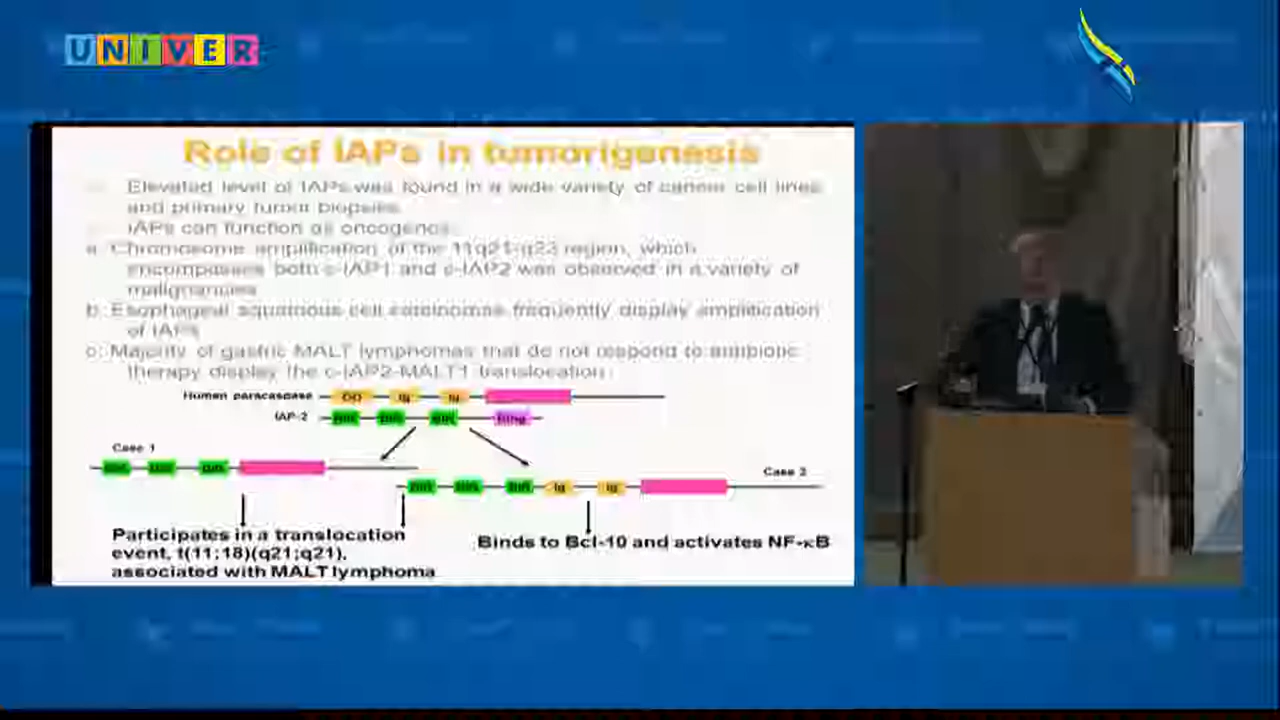 UNIVER
Role of IAPs in tumorigenesis
Elevated level of IAPs was found in a wide variety of cancer cell lines
and primary tumor biopsies
IAPs can function as oncogenes
a. Chromosome amplification of the 11q21-q23 region, which
encompasses both c-IAP1 and c-IAP2 was observed in a variety of
malignancies
b. Esophageal squamous cell carcinomas frequently display amplification
of IAPs
c. Majority of gastric MALT lymphomas that do not respond to antibiotic
therapy display the c-IAP2-MALT1 translocation
Human paracaspase DD Ig Ig
IAP-2 BIR BIR BIR Ring
Case 1
BIR BIR BIR
Case 2
BIR BIR BIR Ig Ig
Participates in a translocation
event, t(11;18)(q21;q21),
associated with MALT lymphoma
Binds to Bcl-10 and activates NF-κB